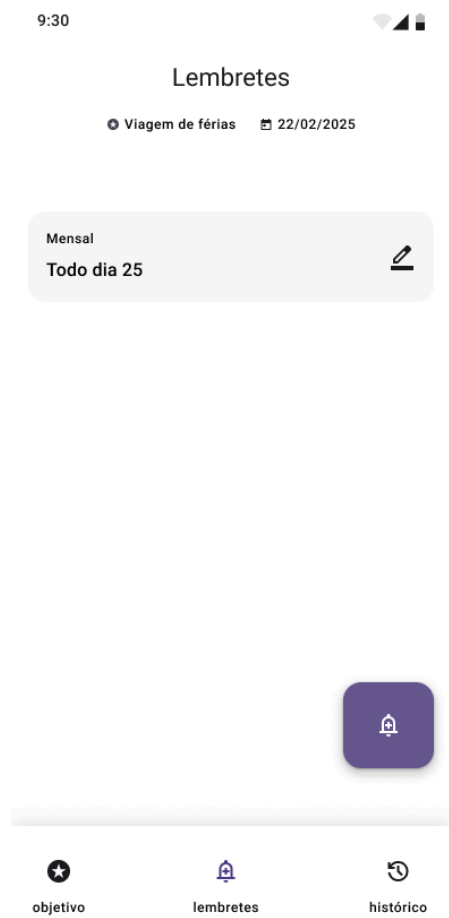 9:30
Lembretes
Viagem de férias 22/02/2025
Mensal
Todo dia 25
objetivo lembretes histórico